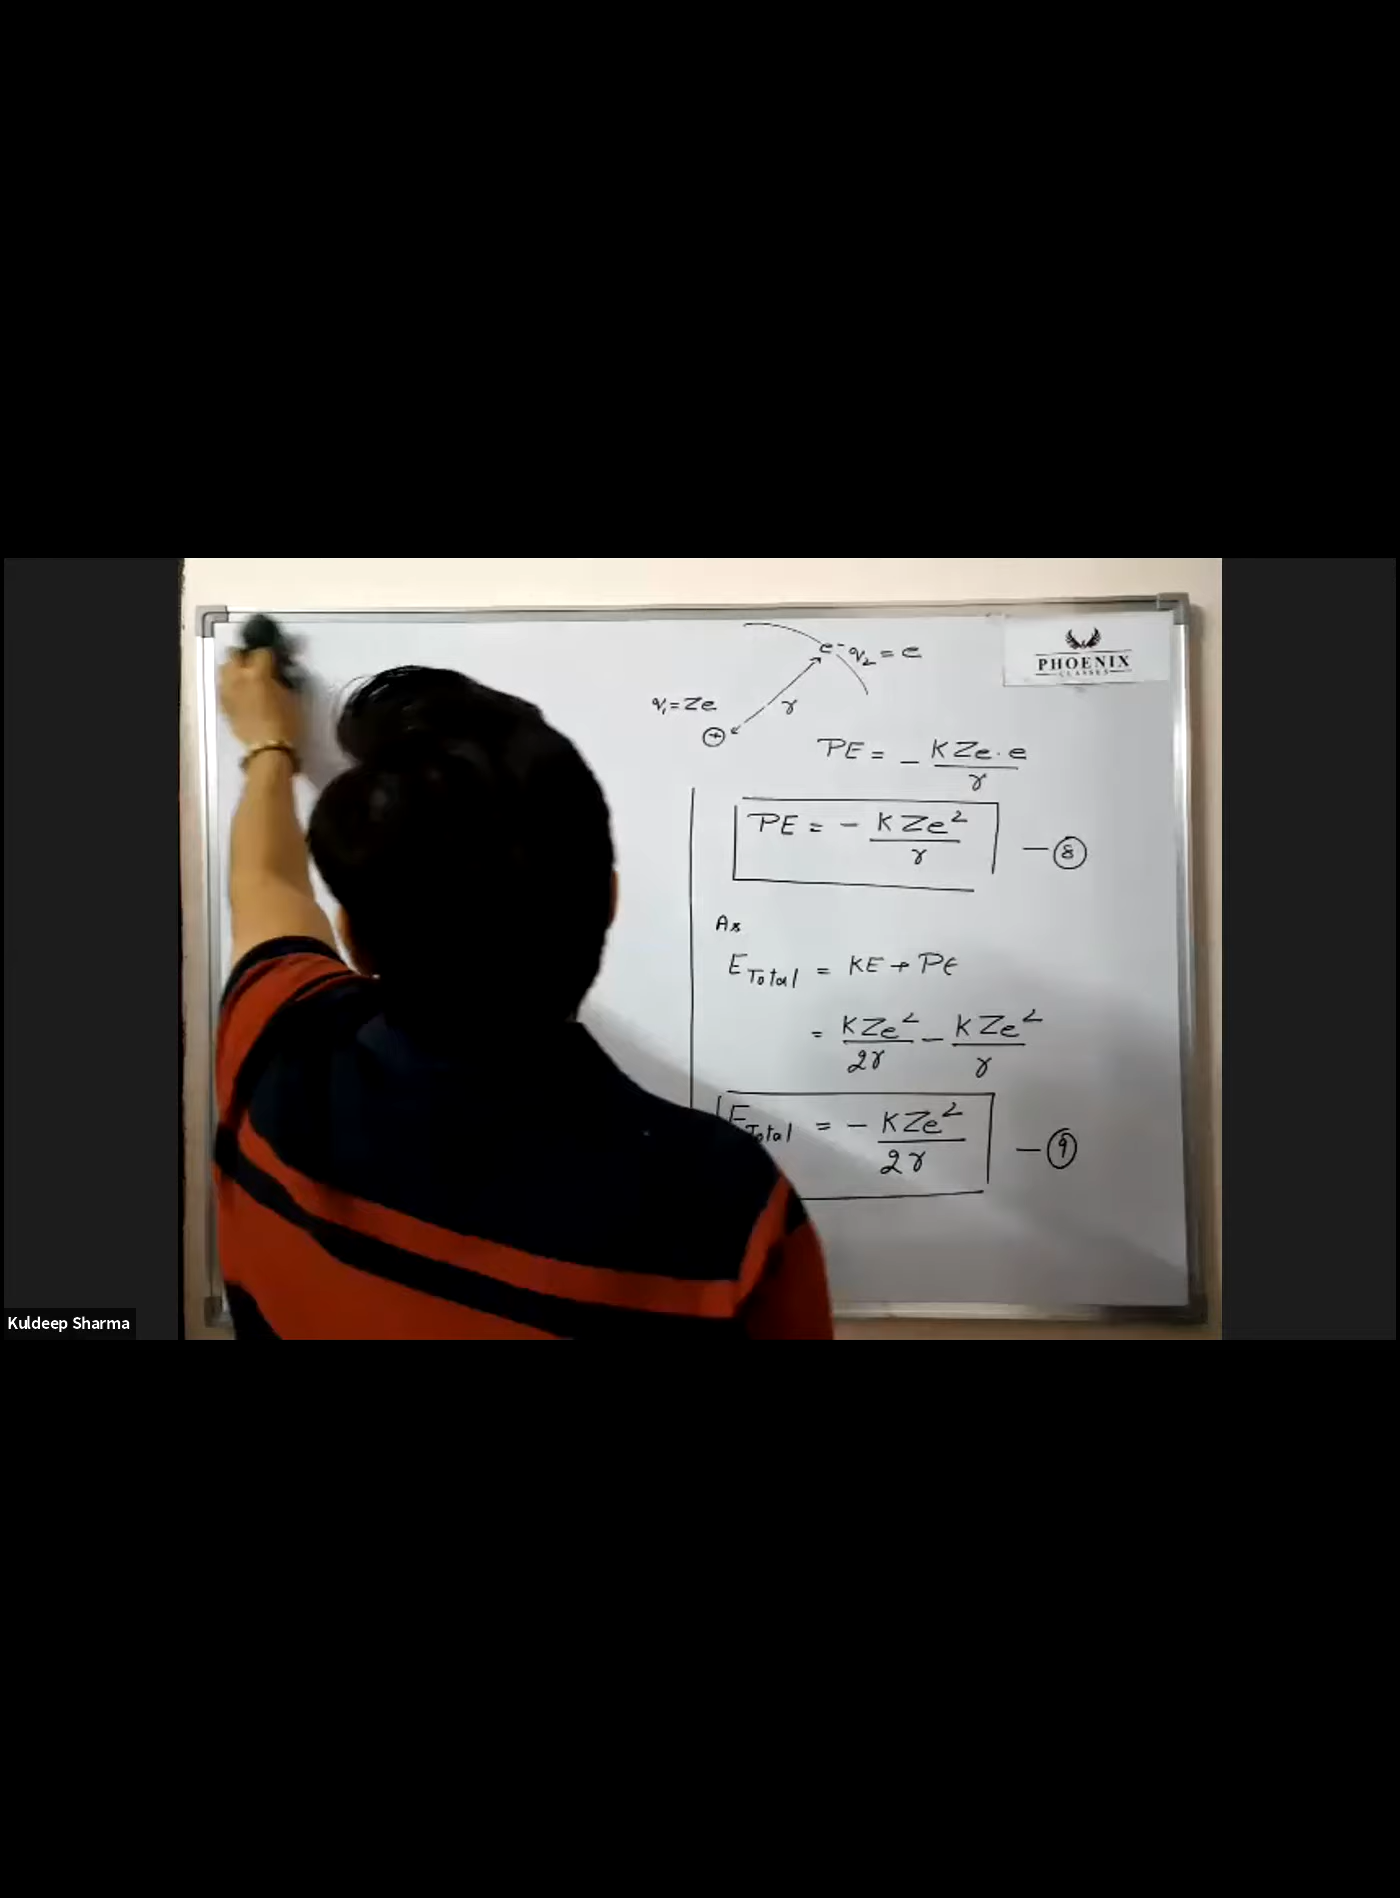 e⁻ q₂ = e
q₁ = Ze
r
+
PE = - KZe.e / r
PE = - KZe² / r — ⑧
As
E Total = KE + PE
= KZe² / 2r - KZe² / r
E Total = - KZe² / 2r — ⑨
PHOENIX
CLASSES
Kuldeep Sharma